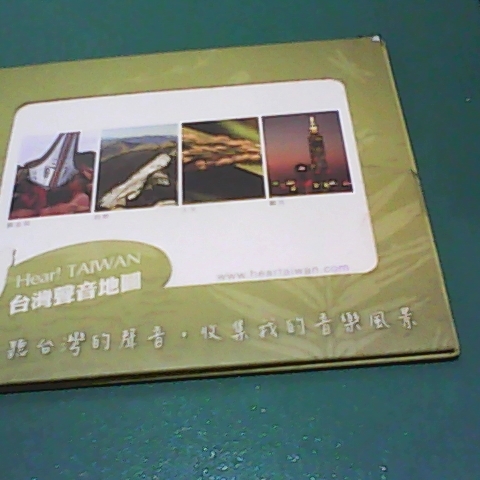 Hear! TAIWAN
台灣聲音地圖
www.heartaiwan.com
聽台灣的聲音，收集我的音樂風景